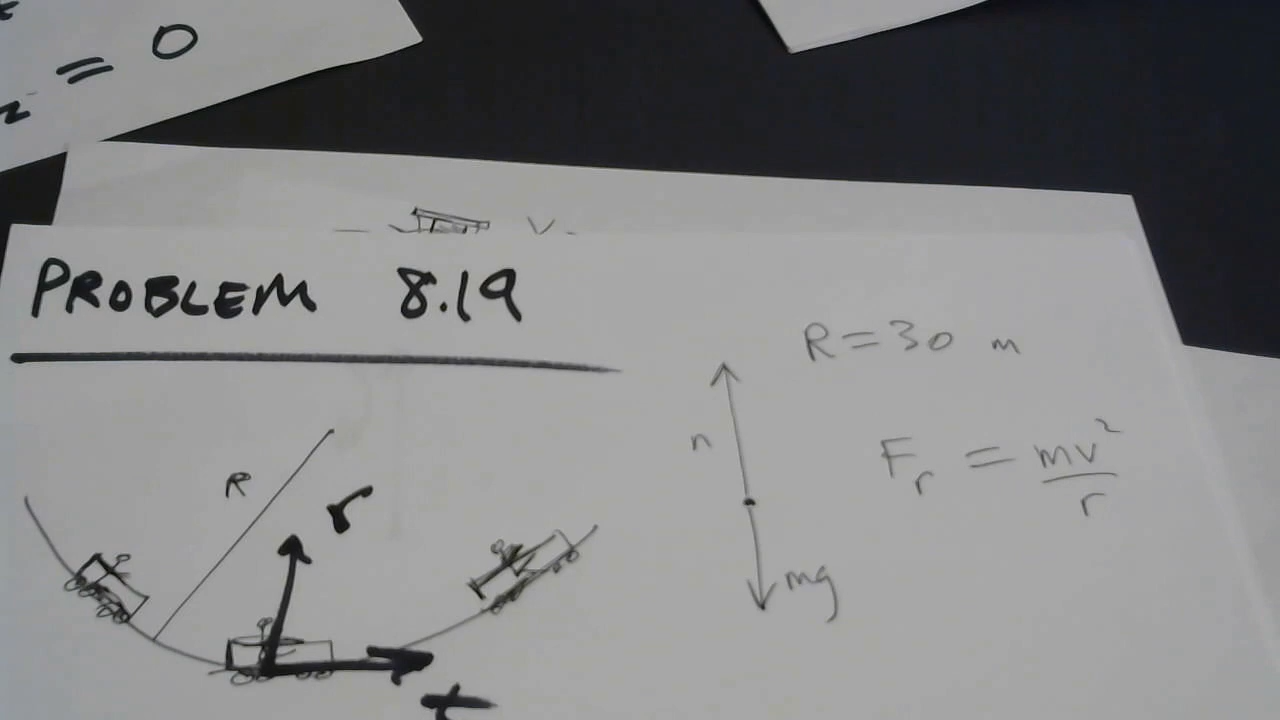 = 0
V
PROBLEM 8.19
R = 30 m
n
F_r = mv²/r
R
r
mg
t